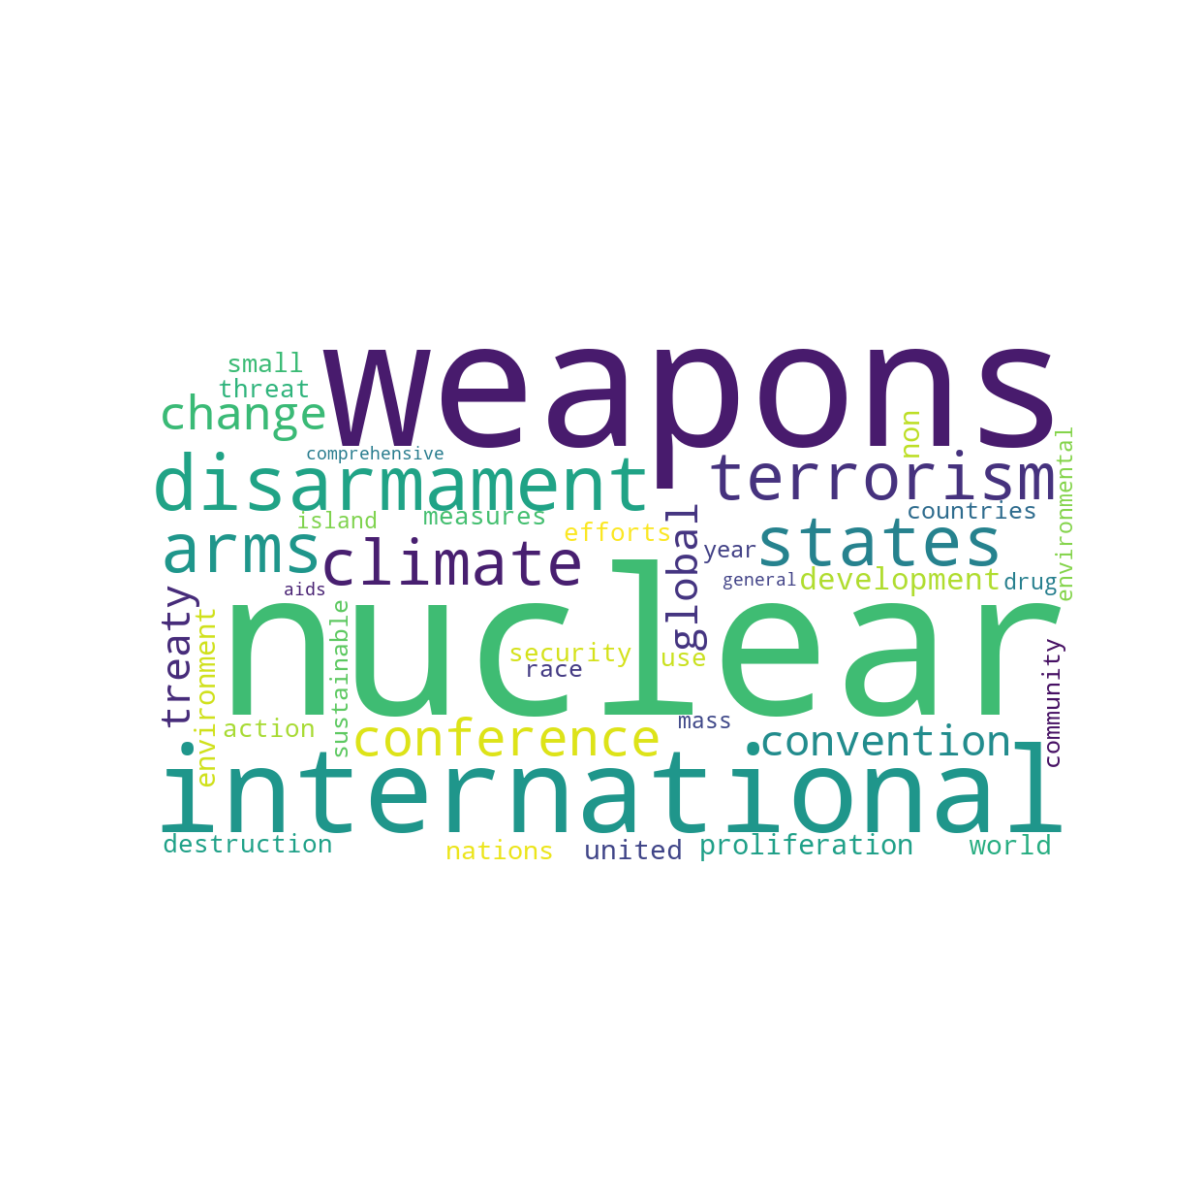 weapons
small
threat
change
non
comprehensive
disarmament
terrorism
environmental
island
measures
countries
arms
efforts
global
states
climate
year
aids
general
development
drug
nuclear
treaty
environment
sustainable
security
use
race
community
action
mass
conference
convention
international
destruction
nations
united
proliferation
world